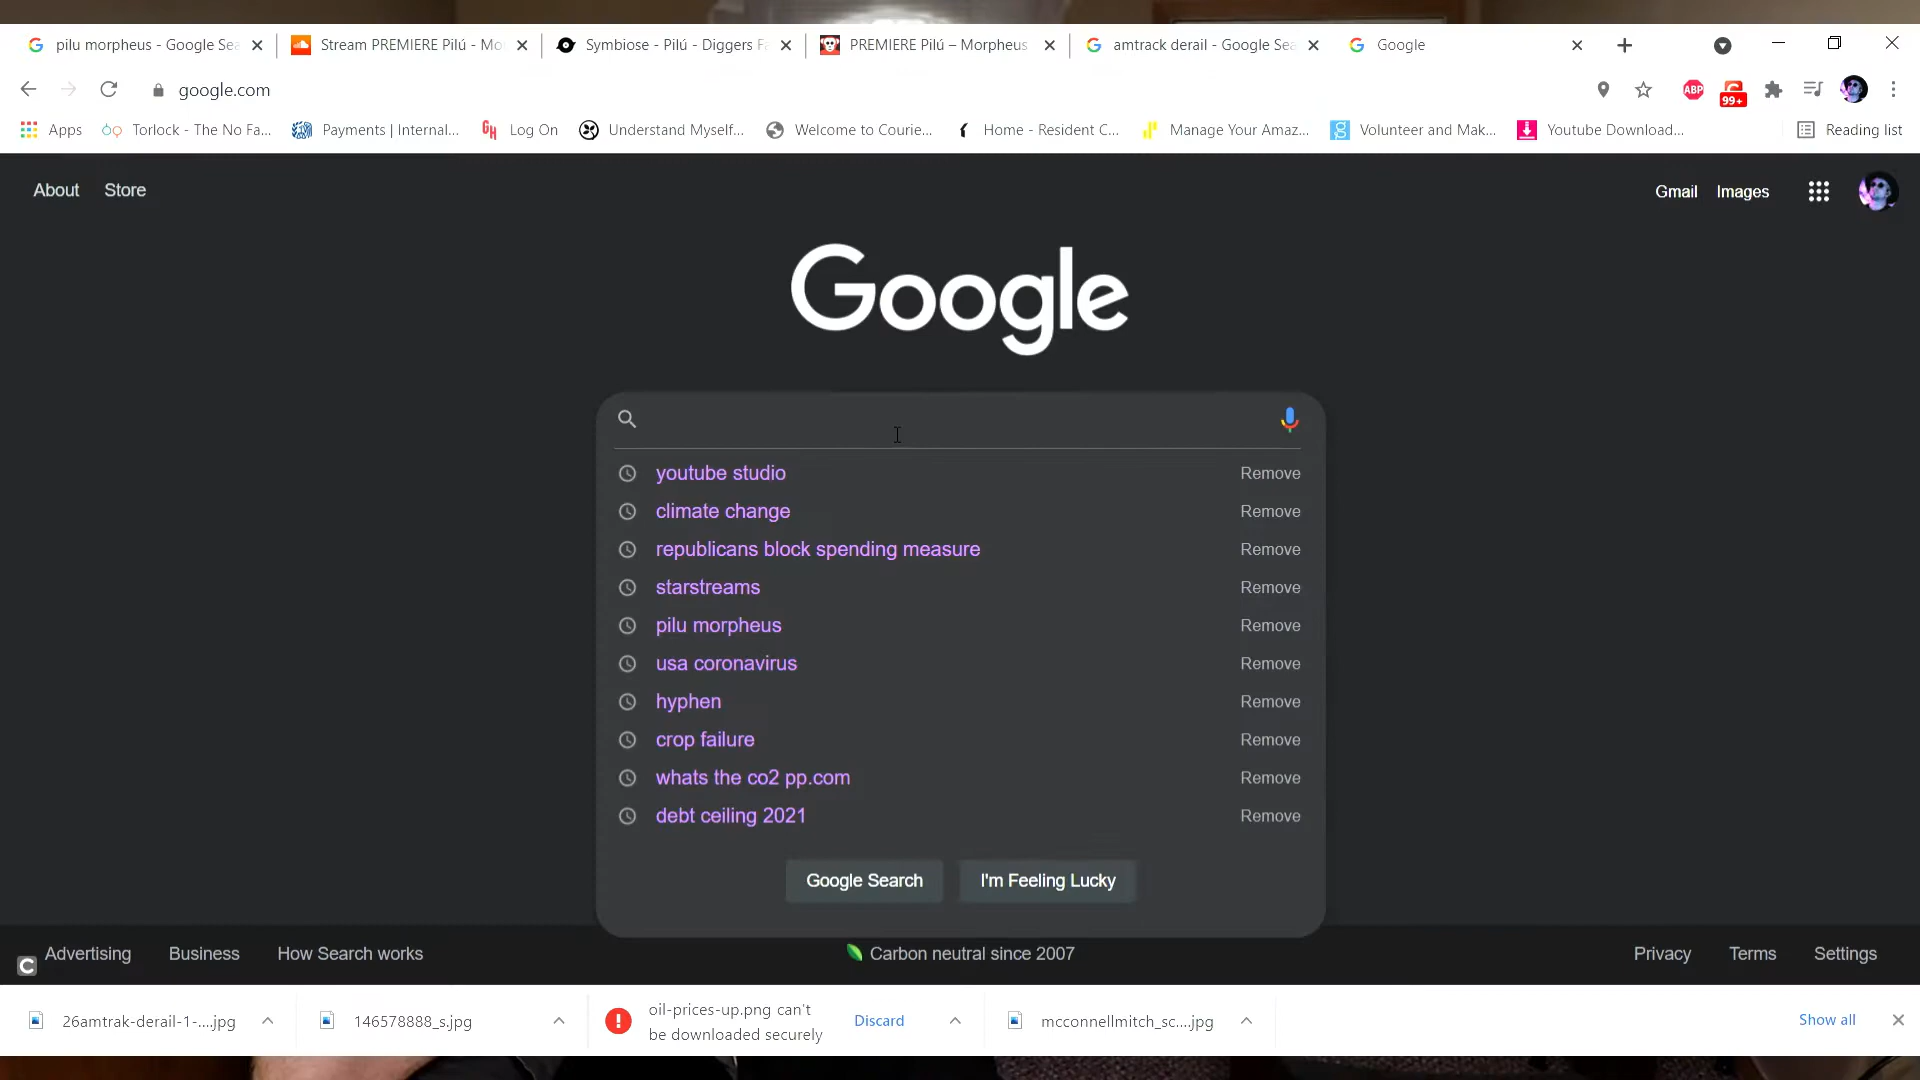 pilu morpheus - Google Sea
Stream PREMIERE Pilú - Mo
Symbiose - Pilú - Diggers F
PREMIERE Pilú – Morpheus
amtrack derail - Google Sea
Google
google.com
ABP
99+
Apps
Torlock - The No Fa...
Payments | Internal...
Log On
Understand Myself...
Welcome to Courie...
Home - Resident C...
Manage Your Amaz...
Volunteer and Mak...
Youtube Download...
Reading list
About
Store
Gmail
Images
Google
youtube studio
Remove
climate change
Remove
republicans block spending measure
Remove
starstreams
Remove
pilu morpheus
Remove
usa coronavirus
Remove
hyphen
Remove
crop failure
Remove
whats the co2 pp.com
Remove
debt ceiling 2021
Remove
Google Search
I'm Feeling Lucky
Advertising
Business
How Search works
Carbon neutral since 2007
Privacy
Terms
Settings
26amtrak-derail-1-....jpg
146578888_s.jpg
oil-prices-up.png can't
be downloaded securely
Discard
mcconnellmitch_sc....jpg
Show all